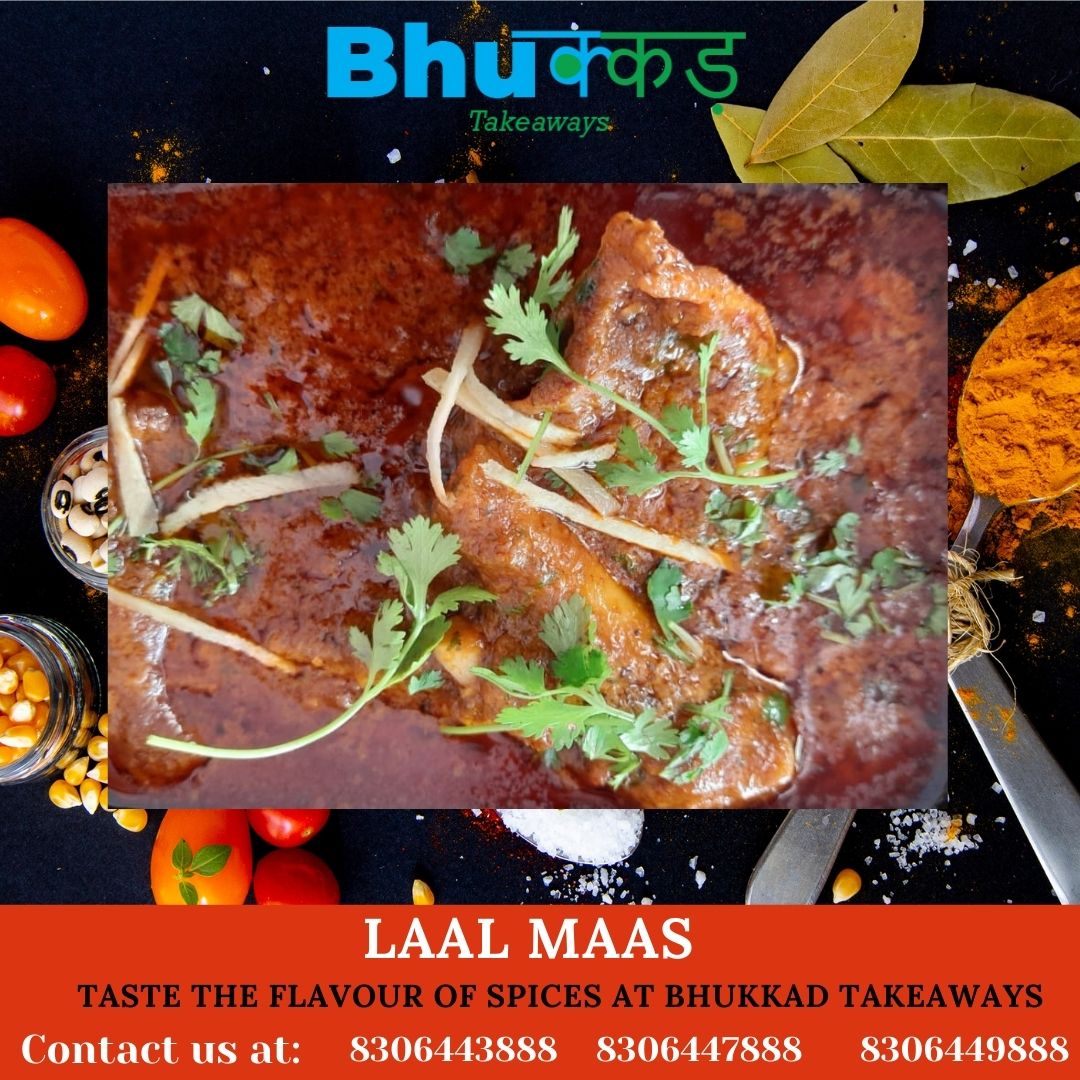 Bhuक्कड़
Takeaways
LAAL MAAS
TASTE THE FLAVOUR OF SPICES AT BHUKKAD TAKEAWAYS
Contact us at: 8306443888 8306447888 8306449888